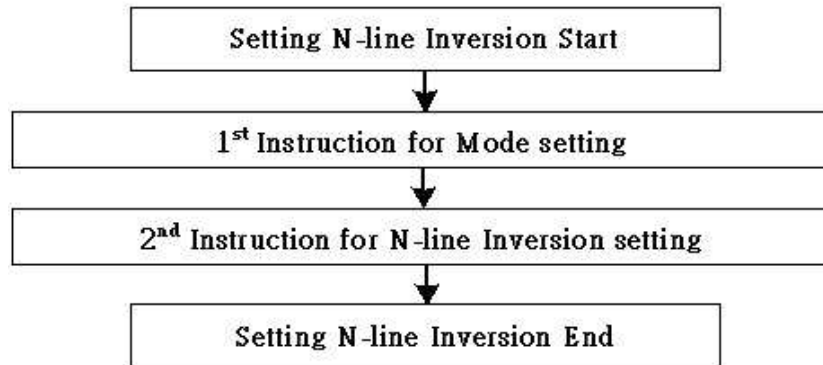 Setting N-line Inversion Start
1st Instruction for Mode setting
2nd Instruction for N-line Inversion setting
Setting N-line Inversion End